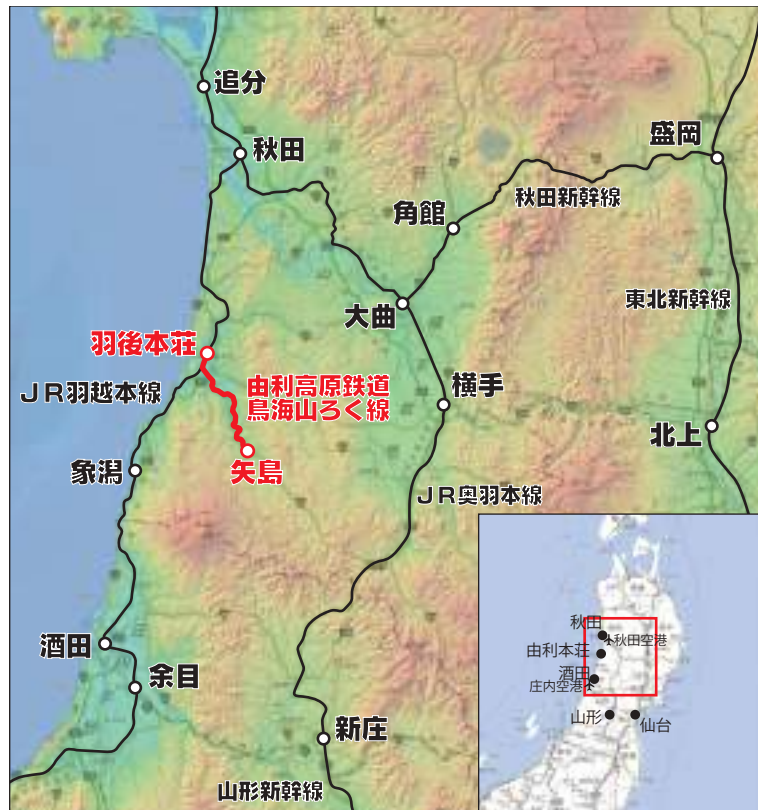 追分
秋田
盛岡
秋田新幹線
角館
東北新幹線
大曲
羽後本荘
JR羽越本線
由利高原鉄道
鳥海山ろく線
横手
北上
矢島
象潟
JR奥羽本線
酒田
余目
新庄
山形新幹線
秋田
秋田空港
由利本荘
酒田
庄内空港
山形
仙台